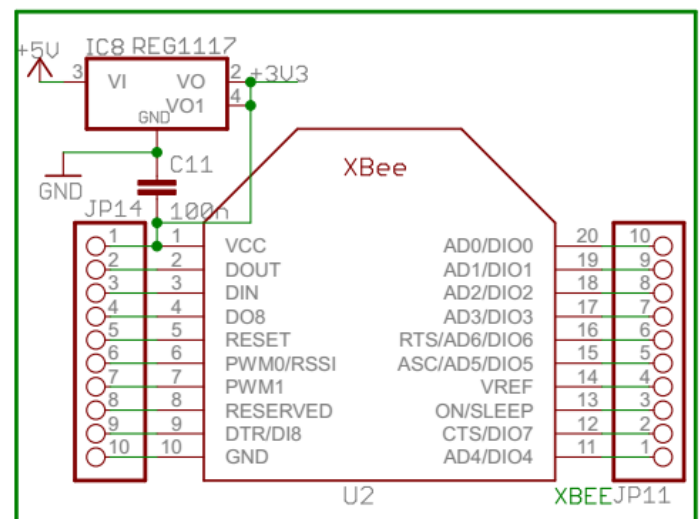 +5V
IC8 REG1117
3 VI VO 2 +3V3
VO1 4
GND
GND
C11
100n
XBee
JP14
1 1 VCC AD0/DIO0 20 10
2 2 DOUT AD1/DIO1 19 9
3 3 DIN AD2/DIO2 18 8
4 4 DO8 AD3/DIO3 17 7
5 5 RESET RTS/AD6/DIO6 16 6
6 6 PWM0/RSSI ASC/AD5/DIO5 15 5
7 7 PWM1 VREF 14 4
8 8 RESERVED ON/SLEEP 13 3
9 9 DTR/DI8 CTS/DIO7 12 2
10 10 GND AD4/DIO4 11 1
U2
XBEE JP11